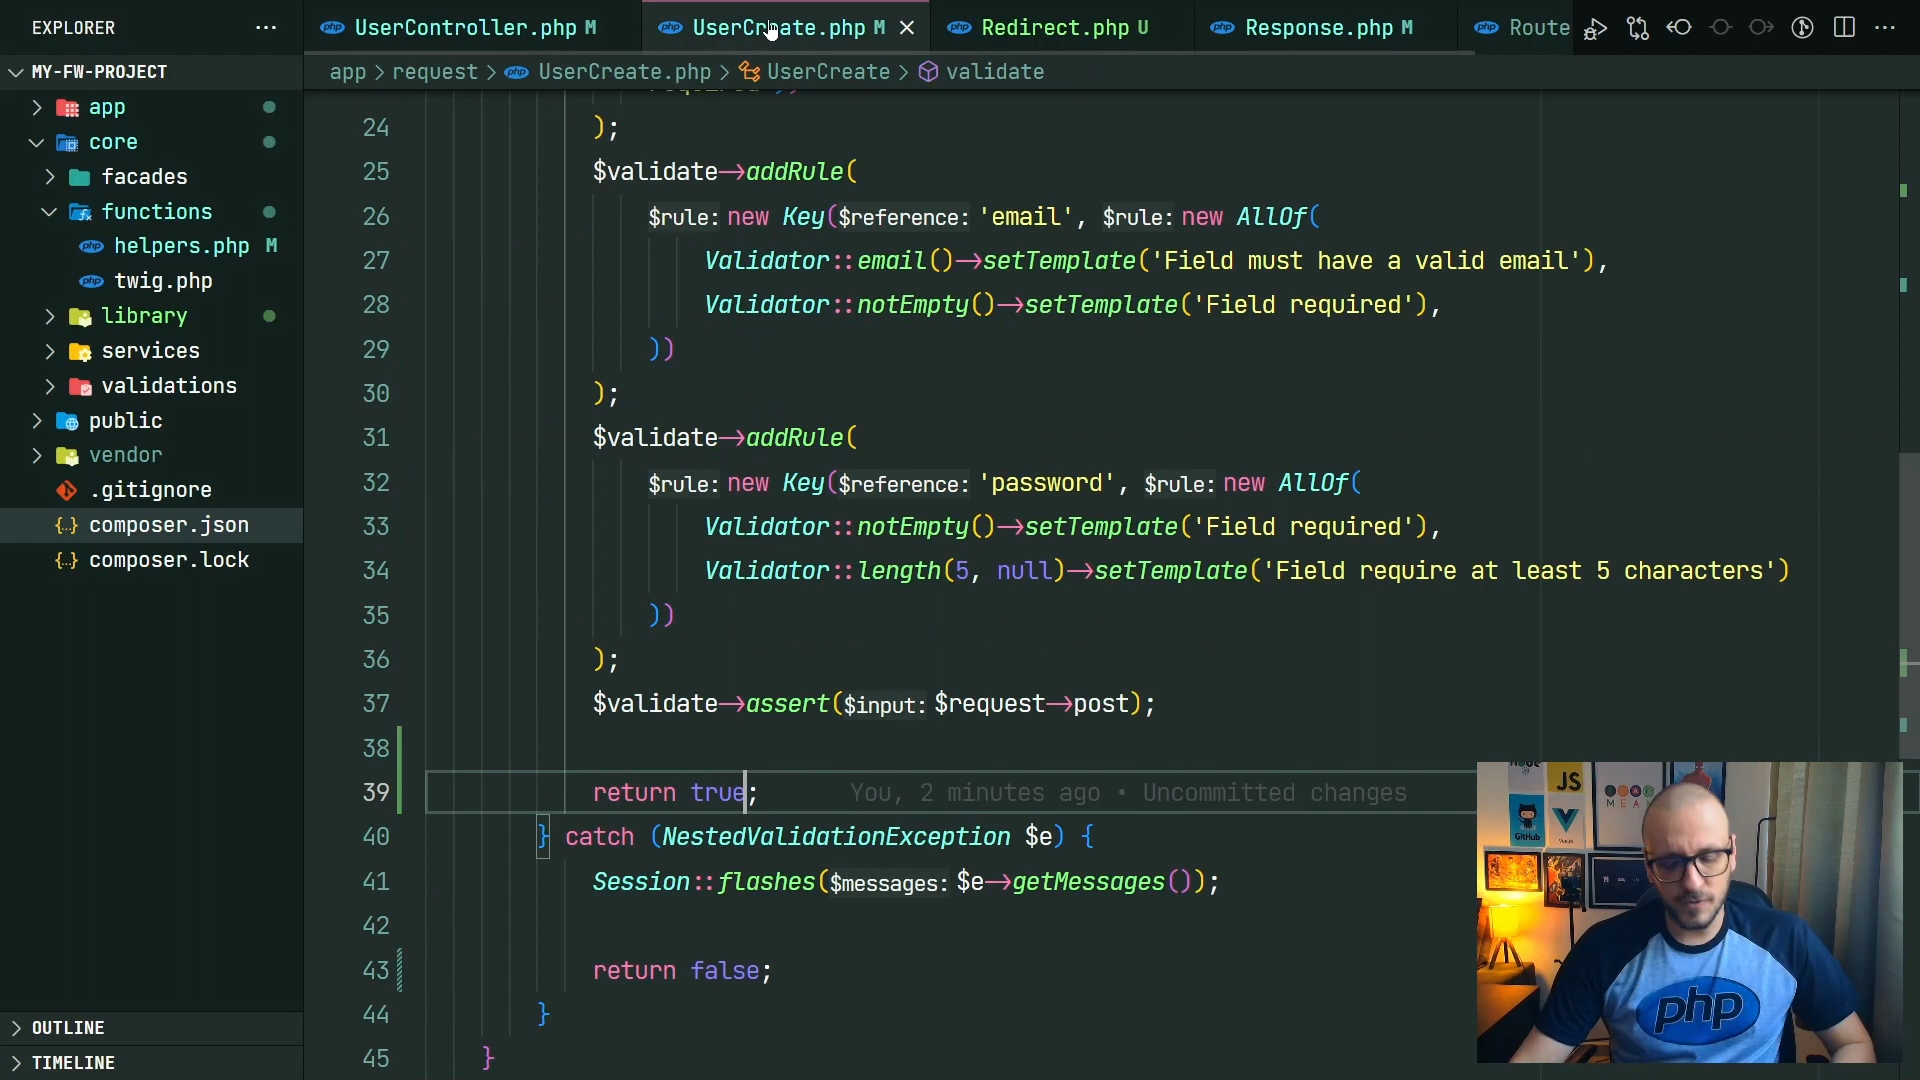 EXPLORER
MY-FW-PROJECT
app
core
facades
functions
helpers.php M
twig.php
library
services
validations
public
vendor
.gitignore
composer.json
composer.lock
OUTLINE
TIMELINE
UserController.php M
UserCreate.php M
Redirect.php U
Response.php M
Route
app > request > UserCreate.php > UserCreate > validate
24 );
25 $validate->addRule(
26 $rule: new Key($reference: 'email', $rule: new AllOf(
27 Validator::email()->setTemplate('Field must have a valid email'),
28 Validator::notEmpty()->setTemplate('Field required'),
29 ))
30 );
31 $validate->addRule(
32 $rule: new Key($reference: 'password', $rule: new AllOf(
33 Validator::notEmpty()->setTemplate('Field required'),
34 Validator::length(5, null)->setTemplate('Field require at least 5 characters')
35 ))
36 );
37 $validate->assert($input: $request->post);
38
39 return true; You, 2 minutes ago • Uncommitted changes
40 } catch (NestedValidationException $e) {
41 Session::flashes($messages: $e->getMessages());
42
43 return false;
44 }
45 }
JS
GitHub
php